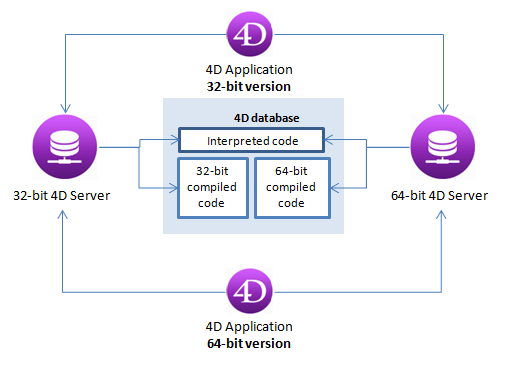 4D
4D Application
32-bit version
4D database
Interpreted code
32-bit
compiled
code
64-bit
compiled
code
32-bit 4D Server
64-bit 4D Server
4D
4D Application
64-bit version